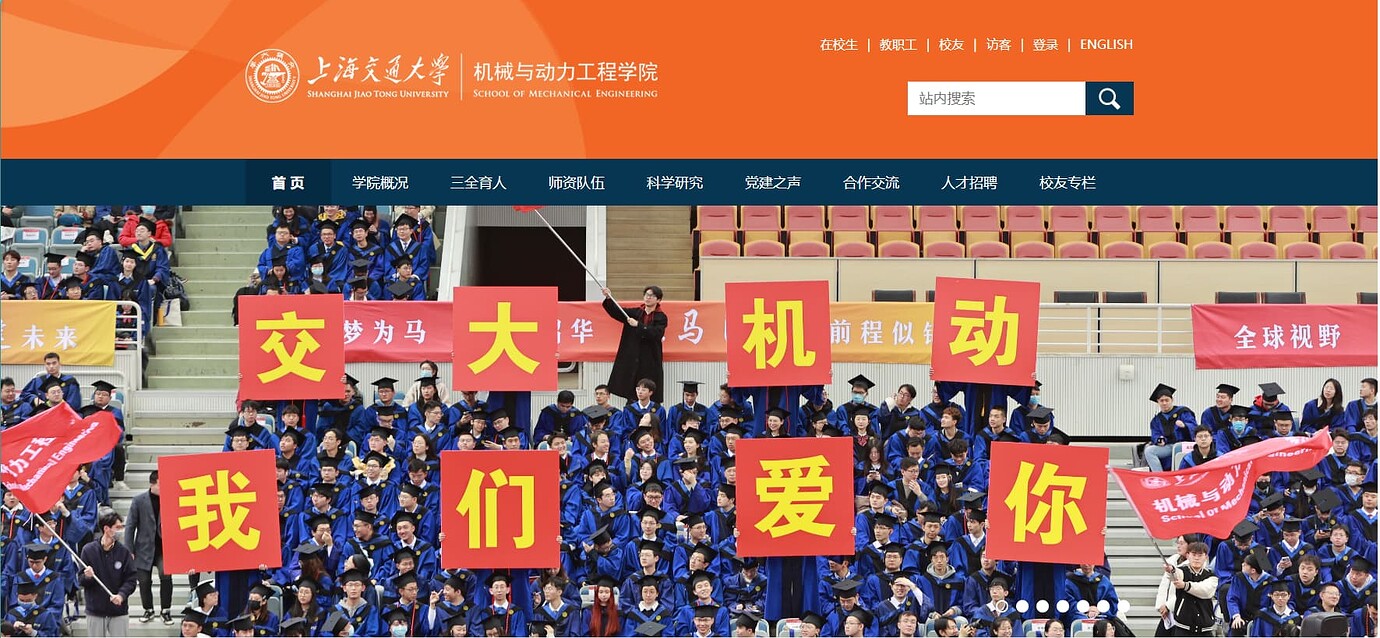 在校生 | 教职工 | 校友 | 访客 | 登录 | ENGLISH
上海交通大学
SHANGHAI JIAO TONG UNIVERSITY
机械与动力工程学院
SCHOOL OF MECHANICAL ENGINEERING
站内搜索
首页 学院概况 三全育人 师资队伍 科学研究 党建之声 合作交流 人才招聘 校友专栏
交 大 机 动
未来 梦为马 华 马 前程似 全球视野
我 们 爱 你
机械与动
School of Mecha